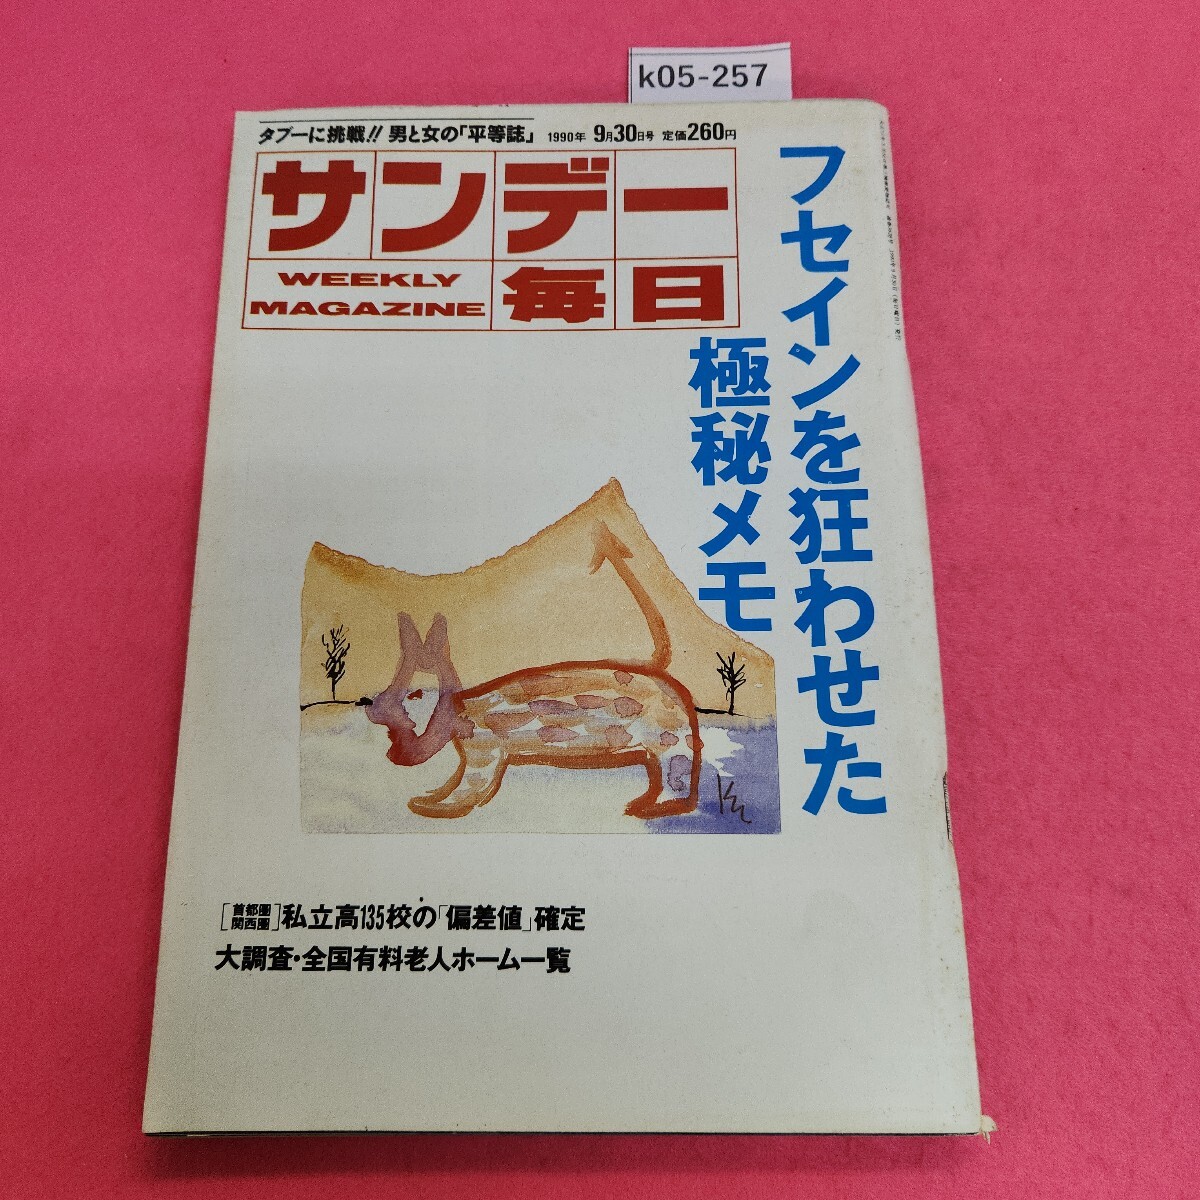 k05-257
タブーに挑戦!! 男と女の「平等誌」 1990年 9月30日号 定価260円
サンデー
WEEKLY
MAGAZINE
毎日
フセインを狂わせた
極秘メモ
[首都圏 関西圏]私立高135校の「偏差値」確定
大調査・全国有料老人ホーム一覧